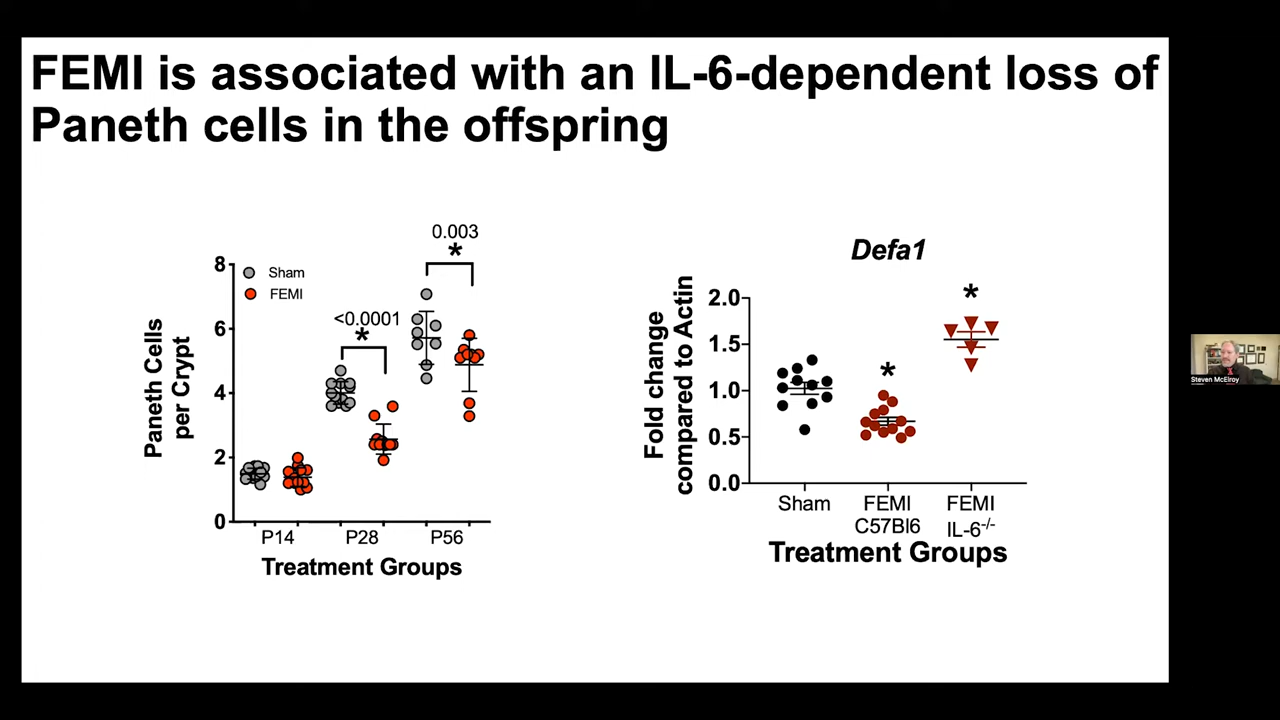 FEMI is associated with an IL-6-dependent loss of
Paneth cells in the offspring
0.003
*
8
Sham
FEMI
<0.0001
*
6
4
2
0
Paneth Cells
per Crypt
P14
P28
P56
Treatment Groups
Defa1
*
*
2.0
1.5
1.0
0.5
0.0
Fold change
compared to Actin
Sham
FEMI
C57Bl6
FEMI
IL-6-/-
Treatment Groups
Steven McElroy